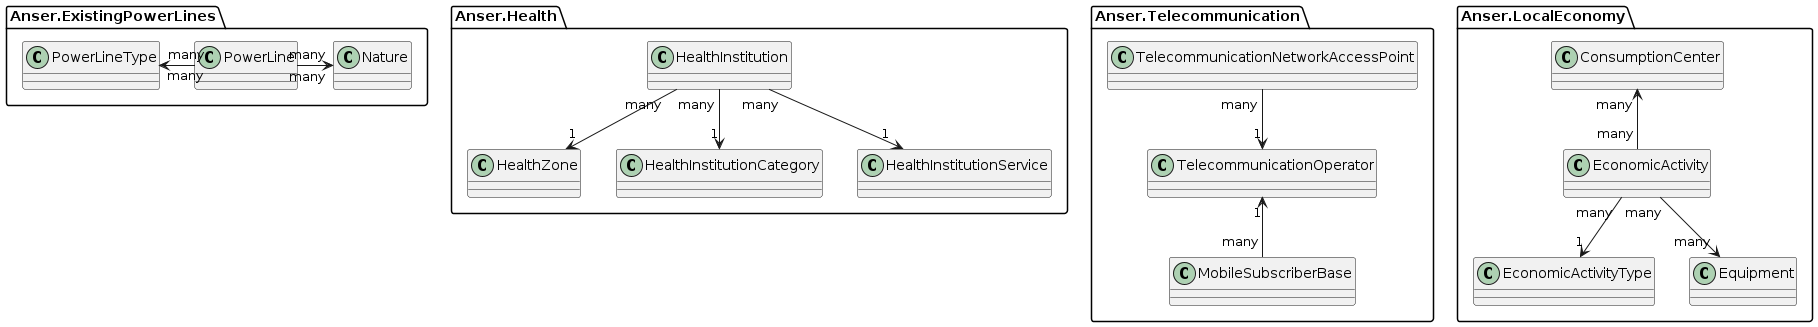 Anser.ExistingPowerLines
C PowerLineType
many
many
C PowerLine
many
many
C Nature
Anser.Health
C HealthInstitution
many
many
many
1
1
1
C HealthZone
C HealthInstitutionCategory
C HealthInstitutionService
Anser.Telecommunication
C TelecommunicationNetworkAccessPoint
many
1
C TelecommunicationOperator
1
many
C MobileSubscriberBase
Anser.LocalEconomy
C ConsumptionCenter
many
many
C EconomicActivity
many
many
1
many
C EconomicActivityType
C Equipment